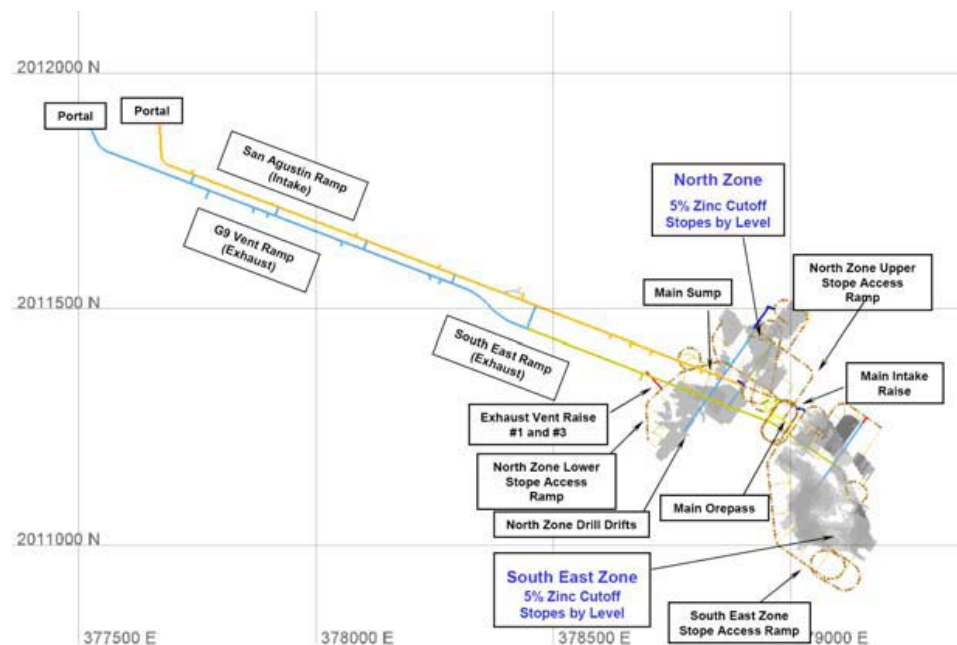 2012000 N
Portal
Portal
San Agustin Ramp
(Intake)
G9 Vent Ramp
(Exhaust)
North Zone
5% Zinc Cutoff
Stopes by Level
North Zone Upper
Stope Access
Ramp
2011500 N
Main Sump
South East Ramp
(Exhaust)
Main Intake
Raise
Exhaust Vent Raise
#1 and #3
North Zone Lower
Stope Access
Ramp
Main Orepass
North Zone Drill Drifts
2011000 N
South East Zone
5% Zinc Cutoff
Stopes by Level
South East Zone
Stope Access Ramp
377500 E
378000 E
378500 E
379000 E